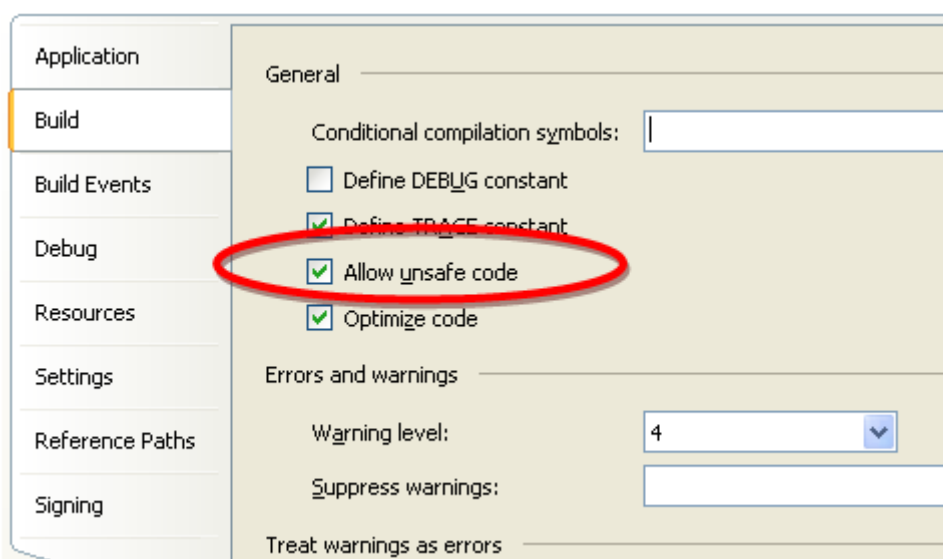 Application
Build
Build Events
Debug
Resources
Settings
Reference Paths
Signing
General
Conditional compilation symbols:
Define DEBUG constant
Define TRACE constant
Allow unsafe code
Optimize code
Errors and warnings
Warning level:
4
Suppress warnings:
Treat warnings as errors